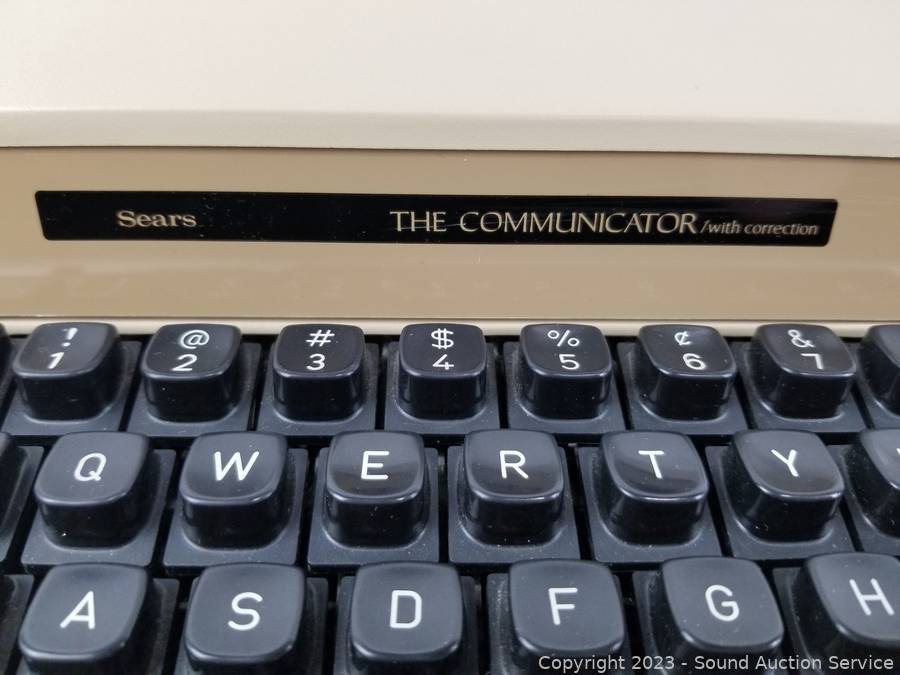 Sears THE COMMUNICATOR /with correction
! @ # $ % ¢ &
1 2 3 4 5 6 7
Q W E R T Y
A S D F G H
Copyright 2023 - Sound Auction Service